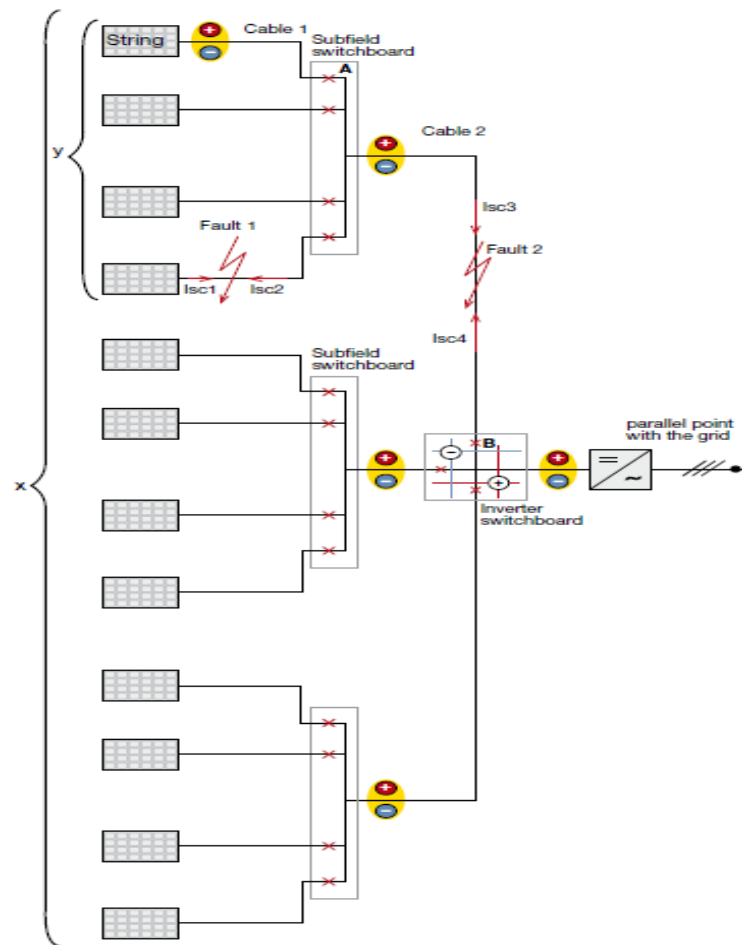 String
+
−
Cable 1
Subfield
switchboard
A
y
+
−
Cable 2
Fault 1
Isc1
Isc2
Isc3
Fault 2
Isc4
Subfield
switchboard
x
+
−
B
−
+
Inverter
switchboard
+
−
=
~
parallel point
with the grid
+
−